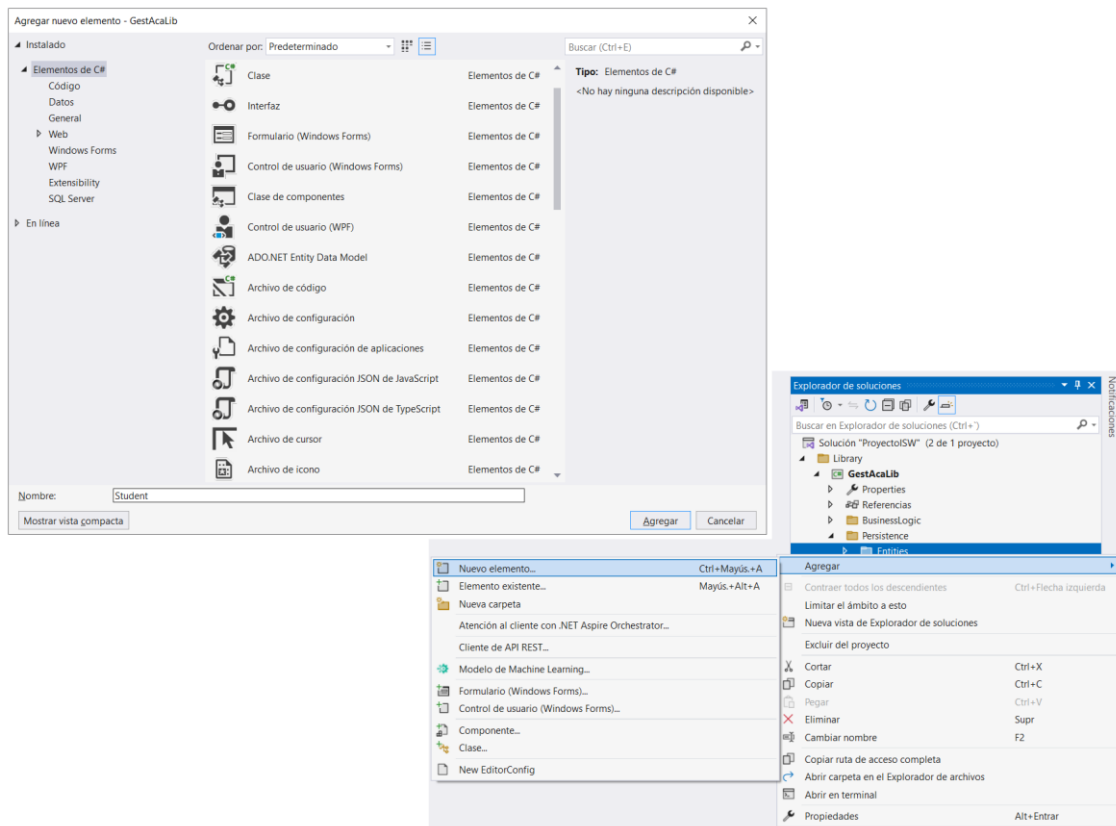 Agregar nuevo elemento - GestAcaLib
Instalado
Elementos de C#
Código
Datos
General
Web
Windows Forms
WPF
Extensibility
SQL Server
En línea
Ordenar por: Predeterminado
Clase Elementos de C#
Interfaz Elementos de C#
Formulario (Windows Forms) Elementos de C#
Control de usuario (Windows Forms) Elementos de C#
Clase de componentes Elementos de C#
Control de usuario (WPF) Elementos de C#
ADO.NET Entity Data Model Elementos de C#
Archivo de código Elementos de C#
Archivo de configuración Elementos de C#
Archivo de configuración de aplicaciones Elementos de C#
Archivo de configuración JSON de JavaScript Elementos de C#
Archivo de configuración JSON de TypeScript Elementos de C#
Archivo de cursor Elementos de C#
Archivo de icono Elementos de C#
Buscar (Ctrl+E)
Tipo: Elementos de C#
<No hay ninguna descripción disponible>
Nombre: Student
Mostrar vista compacta
Agregar Cancelar
Explorador de soluciones
Notificaciones
Buscar en Explorador de soluciones (Ctrl+¨)
Solución "ProyectoISW" (2 de 1 proyecto)
Library
GestAcaLib
Properties
Referencias
BusinessLogic
Persistence
Entities
Nuevo elemento... Ctrl+Mayús.+A
Elemento existente... Mayús.+Alt+A
Nueva carpeta
Atención al cliente con .NET Aspire Orchestrator...
Cliente de API REST...
Modelo de Machine Learning...
Formulario (Windows Forms)...
Control de usuario (Windows Forms)...
Componente...
Clase...
New EditorConfig
Agregar
Contraer todos los descendientes Ctrl+Flecha izquierda
Limitar el ámbito a esto
Nueva vista de Explorador de soluciones
Excluir del proyecto
Cortar Ctrl+X
Copiar Ctrl+C
Pegar Ctrl+V
Eliminar Supr
Cambiar nombre F2
Copiar ruta de acceso completa
Abrir carpeta en el Explorador de archivos
Abrir en terminal
Propiedades Alt+Entrar